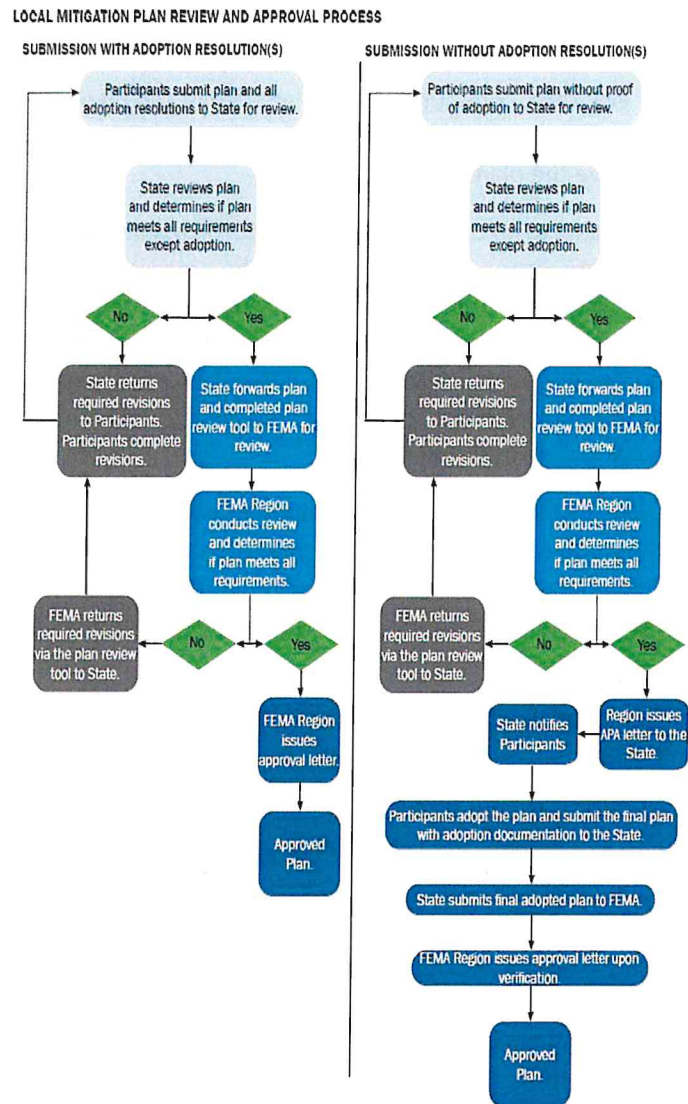 LOCAL MITIGATION PLAN REVIEW AND APPROVAL PROCESS
SUBMISSION WITH ADOPTION RESOLUTION(S)
Participants submit plan and all
adoption resolutions to State for review.
State reviews plan
and determines if plan
meets all requirements
except adoption.
No
Yes
State returns
required revisions
to Participants.
Participants complete
revisions.
State forwards plan
and completed plan
review tool to FEMA for
review.
FEMA Region
conducts review
and determines
if plan meets all
requirements.
FEMA returns
required revisions
via the plan review
tool to State.
No
Yes
FEMA Region
issues
approval letter.
Approved
Plan.
SUBMISSION WITHOUT ADOPTION RESOLUTION(S)
Participants submit plan without proof
of adoption to State for review.
State reviews plan
and determines if plan
meets all requirements
except adoption.
No
Yes
State returns
required revisions
to Participants.
Participants complete
revisions.
State forwards plan
and completed plan
review tool to FEMA for
review.
FEMA Region
conducts review
and determines
if plan meets all
requirements.
FEMA returns
required revisions
via the plan review
tool to State.
No
Yes
Region issues
APA letter to the
State.
State notifies
Participants
Participants adopt the plan and submit the final plan
with adoption documentation to the State.
State submits final adopted plan to FEMA.
FEMA Region issues approval letter upon
verification.
Approved
Plan.